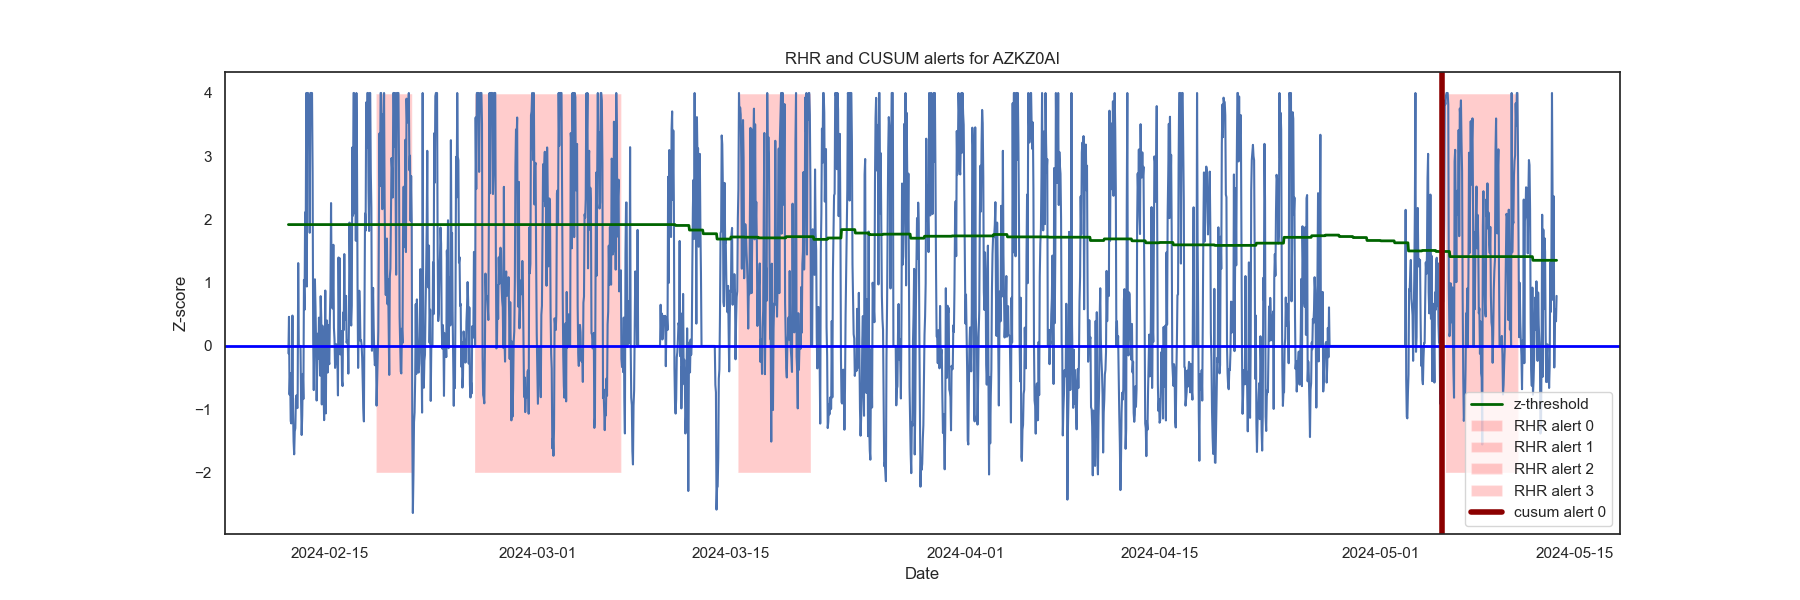 RHR and CUSUM alerts for AZKZ0AI
Z-score
4
3
2
1
0
−1
−2
z-threshold
RHR alert 0
RHR alert 1
RHR alert 2
RHR alert 3
cusum alert 0
2024-02-15
2024-03-01
2024-03-15
2024-04-01
2024-04-15
2024-05-01
2024-05-15
Date